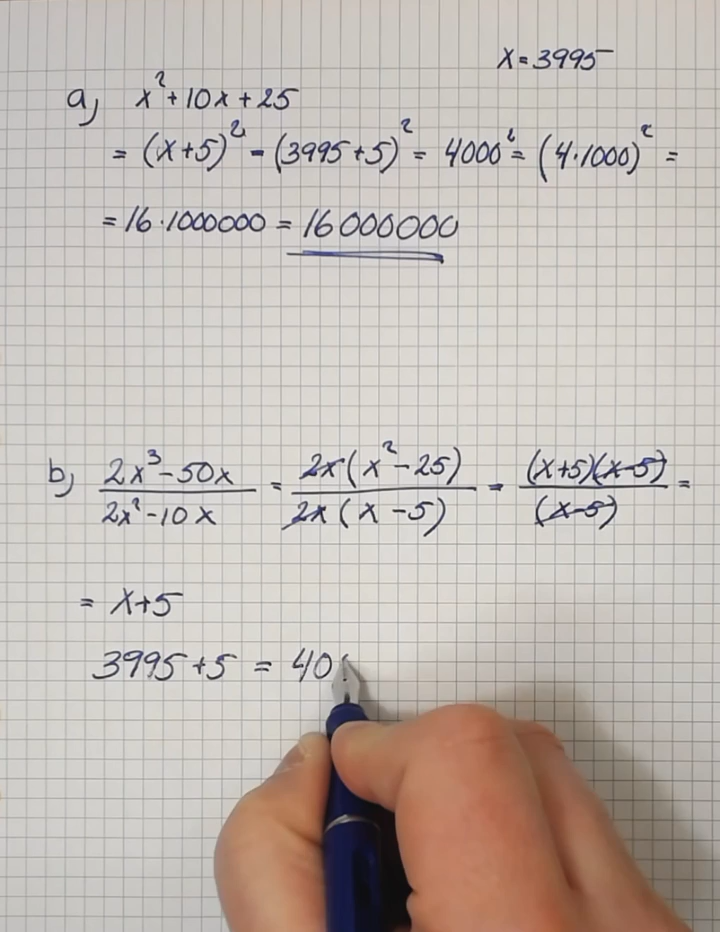 x = 3995
a) x² + 10x + 25
= (x+5)² = (3995+5)² = 4000² = (4·1000)² =
= 16·1000000 = 16000000
b) 2x³-50x / 2x²-10x = 2x(x²-25) / 2x(x-5) = (x+5)(x-5) / (x-5) =
= x+5
3995+5 = 40